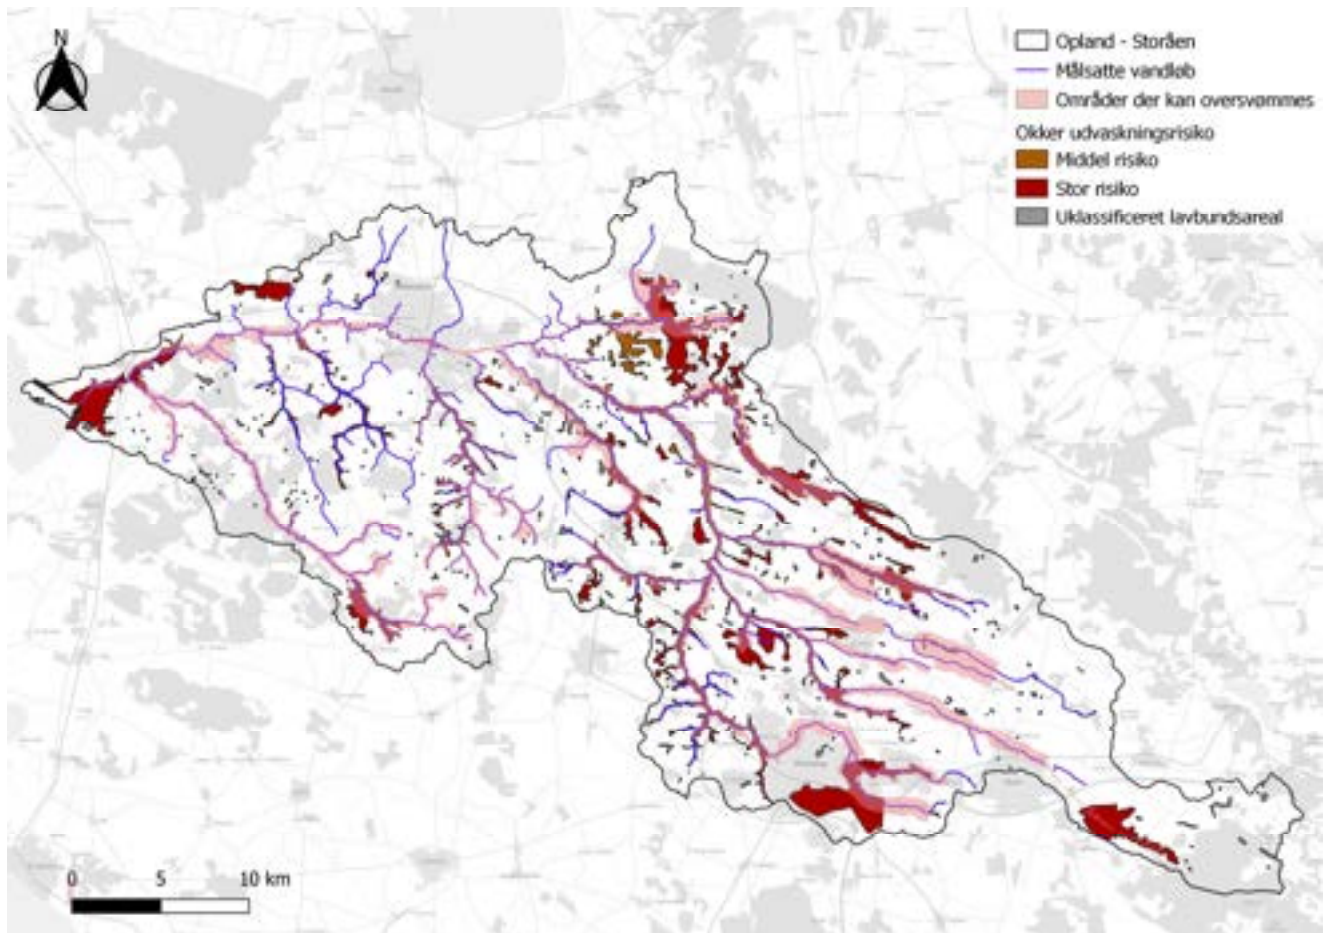 N
Opland - Storåen
Målsatte vandløb
Områder der kan oversvømmes
Okker udvaskningsrisiko
Middel risiko
Stor risiko
Uklassificeret lavbundsareal
0 5 10 km